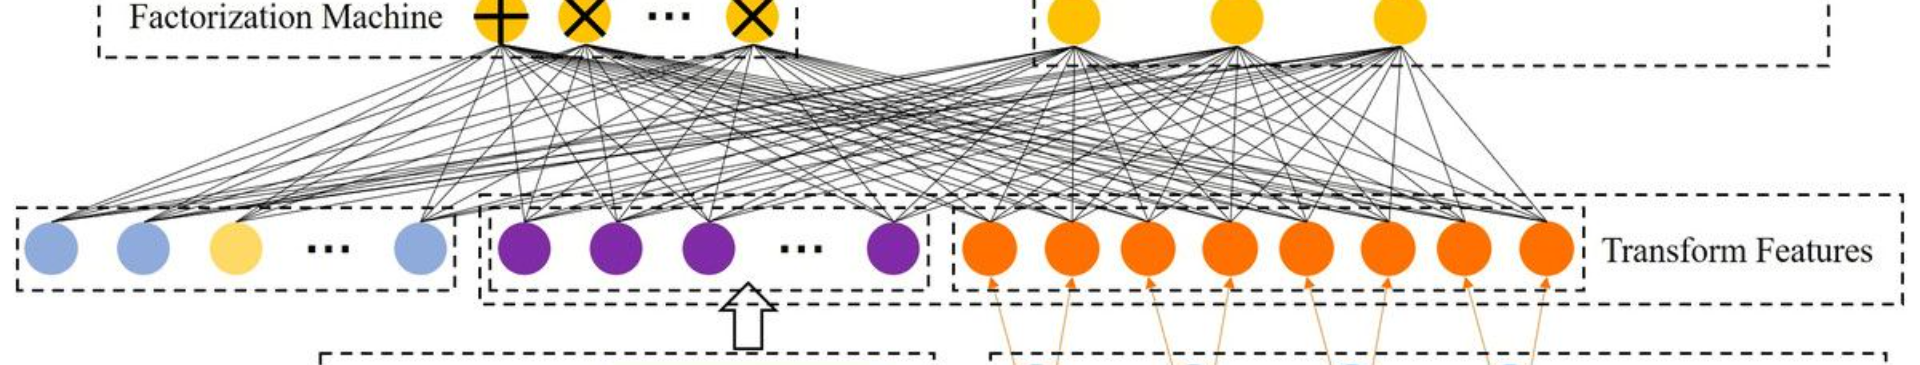 Factorization Machine
Transform Features